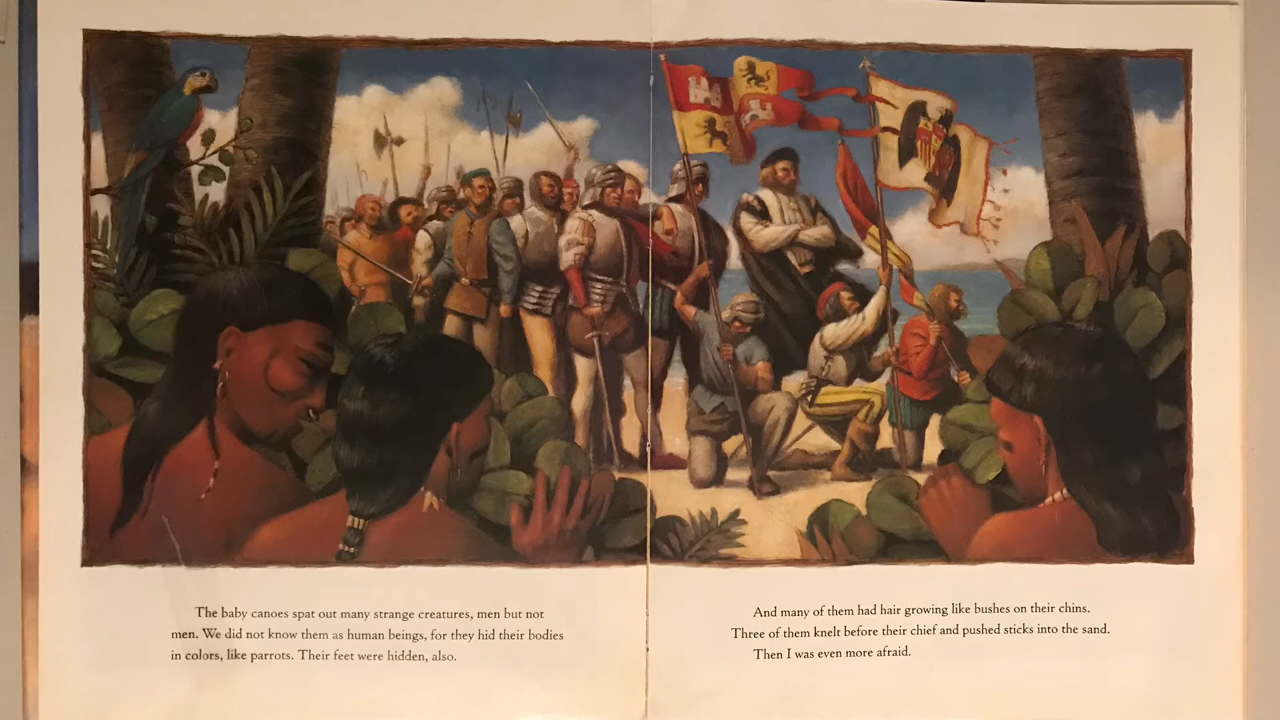 The baby canoes spat out many strange creatures, men but not
men. We did not know them as human beings, for they hid their bodies
in colors, like parrots. Their feet were hidden, also.
And many of them had hair growing like bushes on their chins.
Three of them knelt before their chief and pushed sticks into the sand.
Then I was even more afraid.